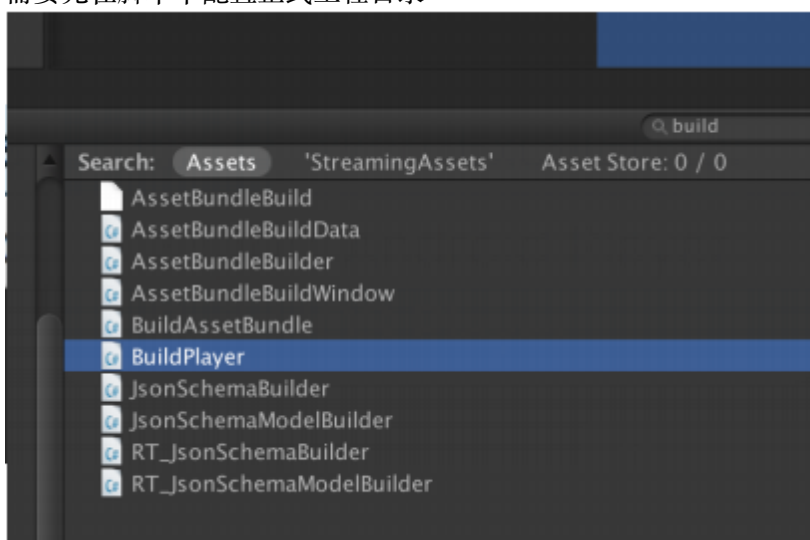 build
Search: Assets 'StreamingAssets' Asset Store: 0 / 0
AssetBundleBuild
AssetBundleBuildData
AssetBundleBuilder
AssetBundleBuildWindow
BuildAssetBundle
BuildPlayer
JsonSchemaBuilder
JsonSchemaModelBuilder
RT_JsonSchemaBuilder
RT_JsonSchemaModelBuilder